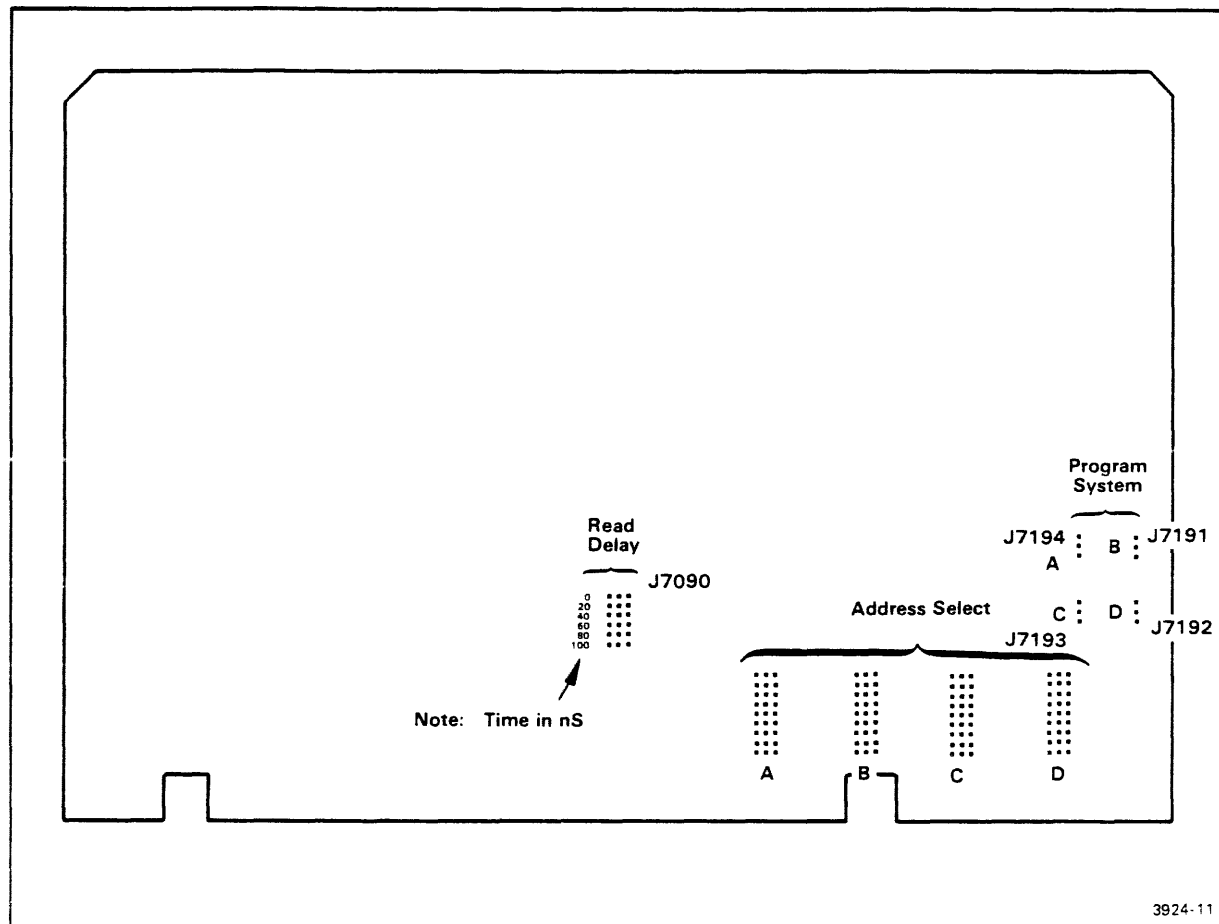 Program
System
J7194
B
J7191
A
Read
Delay
J7090
0
20
40
60
80
100
Address Select
C
D
J7192
J7193
Note: Time in nS
A
B
C
D
3924-11